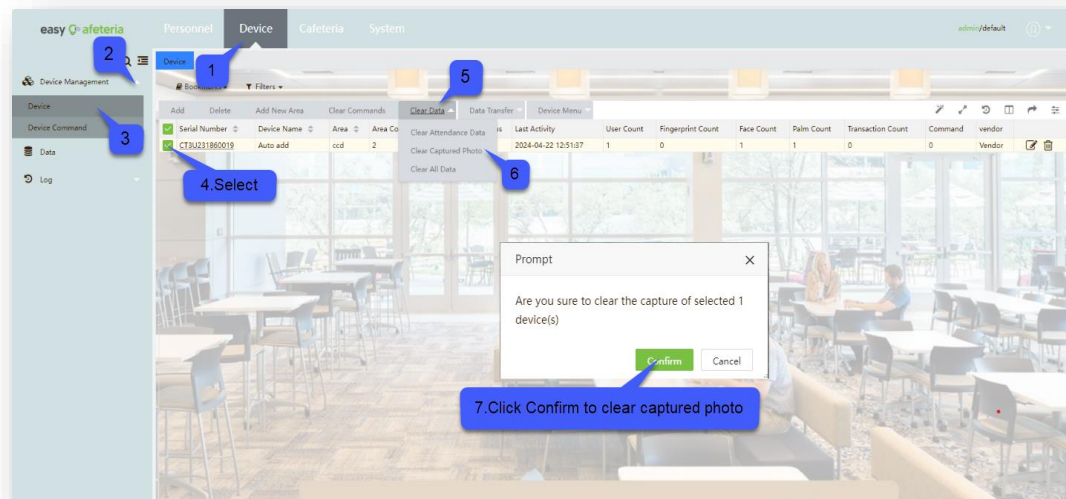 easy Cafeteria
Personnel Device Cafeteria System
admin/default
2
1
Device
Device Management
Filters
5
Device
Add Delete Add New Area Clear Commands Clear Data Data Transfer Device Menu
Device Command
3
Serial Number Device Name Area Area Co Last Activity User Count Fingerprint Count Face Count Palm Count Transaction Count Command vendor
Clear Attendance Data
CT3U231860019 Auto add ccd 2 2024-04-22 12:51:37 1 0 1 1 0 0 Vendor
Clear Captured Photo
Data
6
Clear All Data
Log
4.Select
Prompt
Are you sure to clear the capture of selected 1
device(s)
Confirm Cancel
7.Click Confirm to clear captured photo